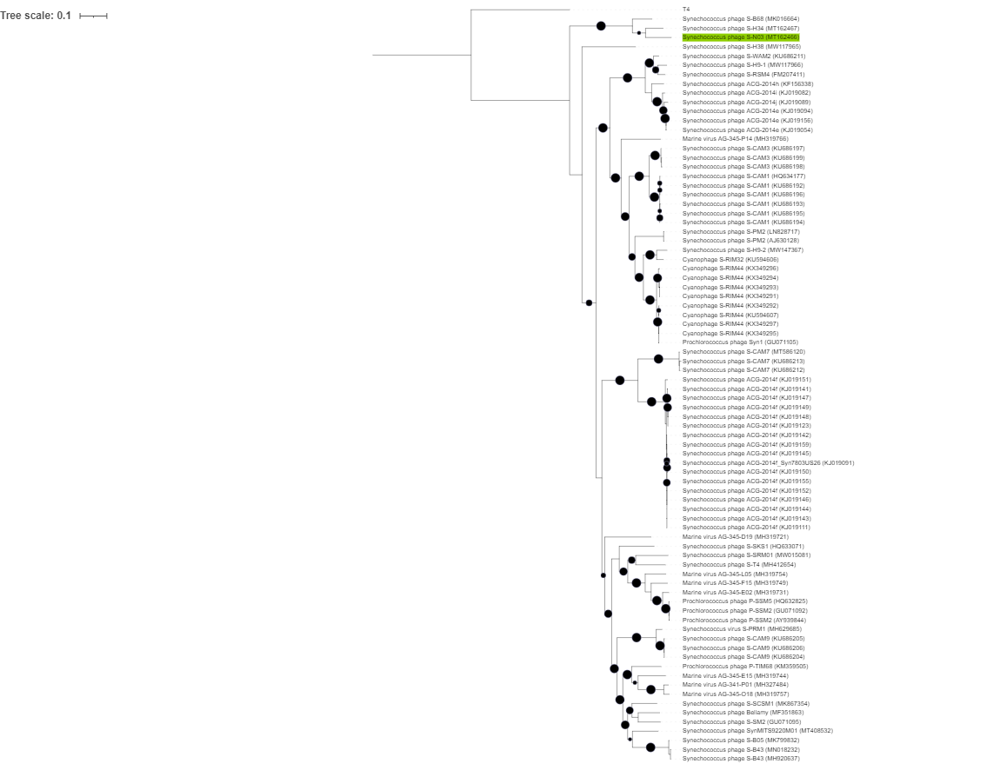 Tree scale: 0.1
T4
Synechococcus phage S-B68 (MK016664)
Synechococcus phage S-H34 (MT162467)
Synechococcus phage S-N03 (MT162466)
Synechococcus phage S-H38 (MW117965)
Synechococcus phage S-WAM2 (KU686211)
Synechococcus phage S-H9-1 (MW117966)
Synechococcus phage S-RSM4 (FM207411)
Synechococcus phage ACG-2014h (KF156338)
Synechococcus phage ACG-2014i (KJ019082)
Synechococcus phage ACG-2014j (KJ019089)
Synechococcus phage ACG-2014e (KJ019094)
Synechococcus phage ACG-2014e (KJ019156)
Synechococcus phage ACG-2014e (KJ019054)
Marine virus AG-345-P14 (MH319766)
Synechococcus phage S-CAM3 (KU686197)
Synechococcus phage S-CAM3 (KU686199)
Synechococcus phage S-CAM3 (KU686198)
Synechococcus phage S-CAM1 (HQ634177)
Synechococcus phage S-CAM1 (KU686192)
Synechococcus phage S-CAM1 (KU686196)
Synechococcus phage S-CAM1 (KU686193)
Synechococcus phage S-CAM1 (KU686195)
Synechococcus phage S-CAM1 (KU686194)
Synechococcus phage S-PM2 (LN828717)
Synechococcus phage S-PM2 (AJ630128)
Synechococcus phage S-H9-2 (MW147367)
Cyanophage S-RIM32 (KU594606)
Cyanophage S-RIM44 (KX349296)
Cyanophage S-RIM44 (KX349294)
Cyanophage S-RIM44 (KX349293)
Cyanophage S-RIM44 (KX349291)
Cyanophage S-RIM44 (KX349292)
Cyanophage S-RIM44 (KU594607)
Cyanophage S-RIM44 (KX349297)
Cyanophage S-RIM44 (KX349295)
Prochlorococcus phage Syn1 (GU071105)
Synechococcus phage S-CAM7 (MT586120)
Synechococcus phage S-CAM7 (KU686213)
Synechococcus phage S-CAM7 (KU686212)
Synechococcus phage ACG-2014f (KJ019151)
Synechococcus phage ACG-2014f (KJ019141)
Synechococcus phage ACG-2014f (KJ019147)
Synechococcus phage ACG-2014f (KJ019149)
Synechococcus phage ACG-2014f (KJ019148)
Synechococcus phage ACG-2014f (KJ019123)
Synechococcus phage ACG-2014f (KJ019142)
Synechococcus phage ACG-2014f (KJ019159)
Synechococcus phage ACG-2014f (KJ019145)
Synechococcus phage ACG-2014f_Syn7803US26 (KJ019091)
Synechococcus phage ACG-2014f (KJ019150)
Synechococcus phage ACG-2014f (KJ019155)
Synechococcus phage ACG-2014f (KJ019152)
Synechococcus phage ACG-2014f (KJ019146)
Synechococcus phage ACG-2014f (KJ019144)
Synechococcus phage ACG-2014f (KJ019143)
Synechococcus phage ACG-2014f (KJ019111)
Marine virus AG-345-D19 (MH319721)
Synechococcus phage S-SKS1 (HQ633071)
Synechococcus phage S-SRM01 (MW015081)
Synechococcus phage S-T4 (MH412654)
Marine virus AG-345-L05 (MH319754)
Marine virus AG-345-F15 (MH319749)
Marine virus AG-345-E02 (MH319731)
Prochlorococcus phage P-SSM5 (HQ632825)
Prochlorococcus phage P-SSM2 (GU071092)
Prochlorococcus phage P-SSM2 (AY939844)
Synechococcus virus S-PRM1 (MH629685)
Synechococcus phage S-CAM9 (KU686205)
Synechococcus phage S-CAM9 (KU686206)
Synechococcus phage S-CAM9 (KU686204)
Prochlorococcus phage P-TIM68 (KM359505)
Marine virus AG-345-E15 (MH319744)
Marine virus AG-341-P01 (MH327484)
Marine virus AG-345-O18 (MH319757)
Synechococcus phage S-SCSM1 (MK867354)
Synechococcus phage Bellamy (MF351863)
Synechococcus phage S-SM2 (GU071095)
Synechococcus phage SynMITS9220M01 (MT408532)
Synechococcus phage S-B05 (MK799832)
Synechococcus phage S-B43 (MN018232)
Synechococcus phage S-B43 (MH920637)